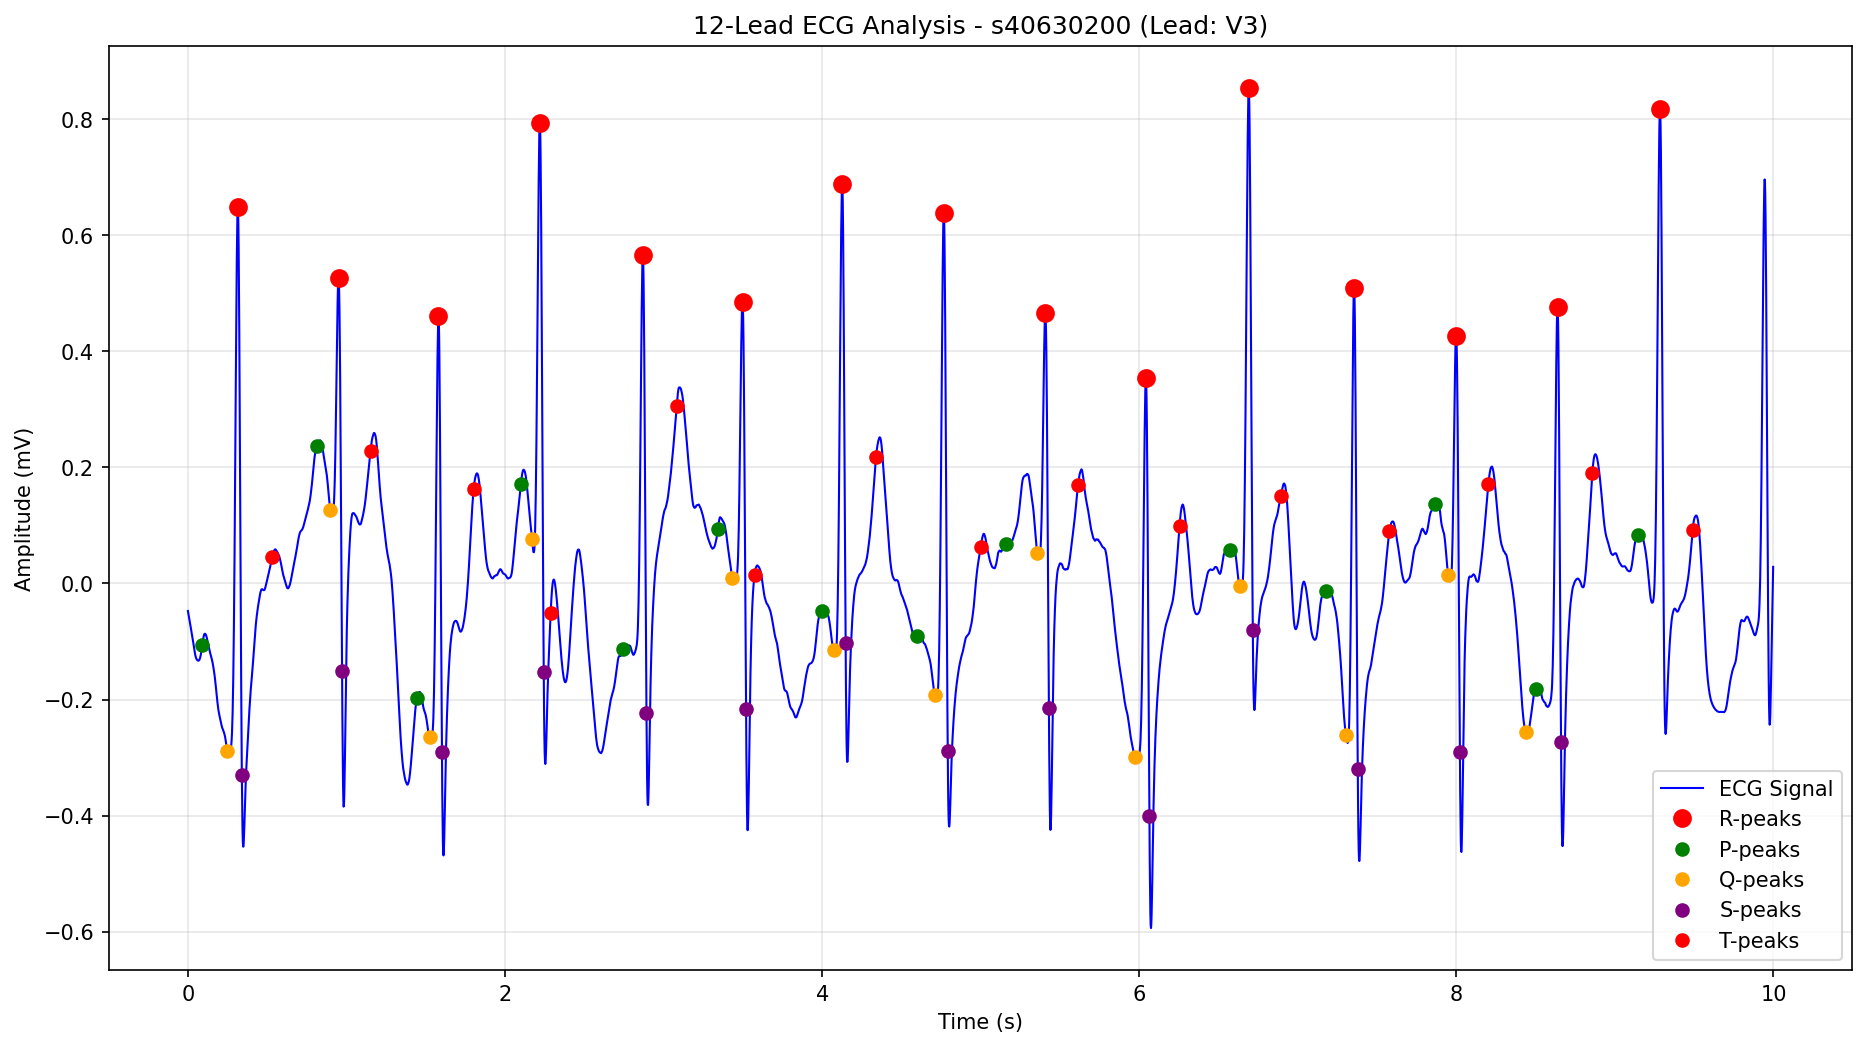 12-Lead ECG Analysis - s40630200 (Lead: V3)
Amplitude (mV)
0.8
0.6
0.4
0.2
0.0
−0.2
−0.4
−0.6
0 2 4 6 8 10
Time (s)
ECG Signal
R-peaks
P-peaks
Q-peaks
S-peaks
T-peaks